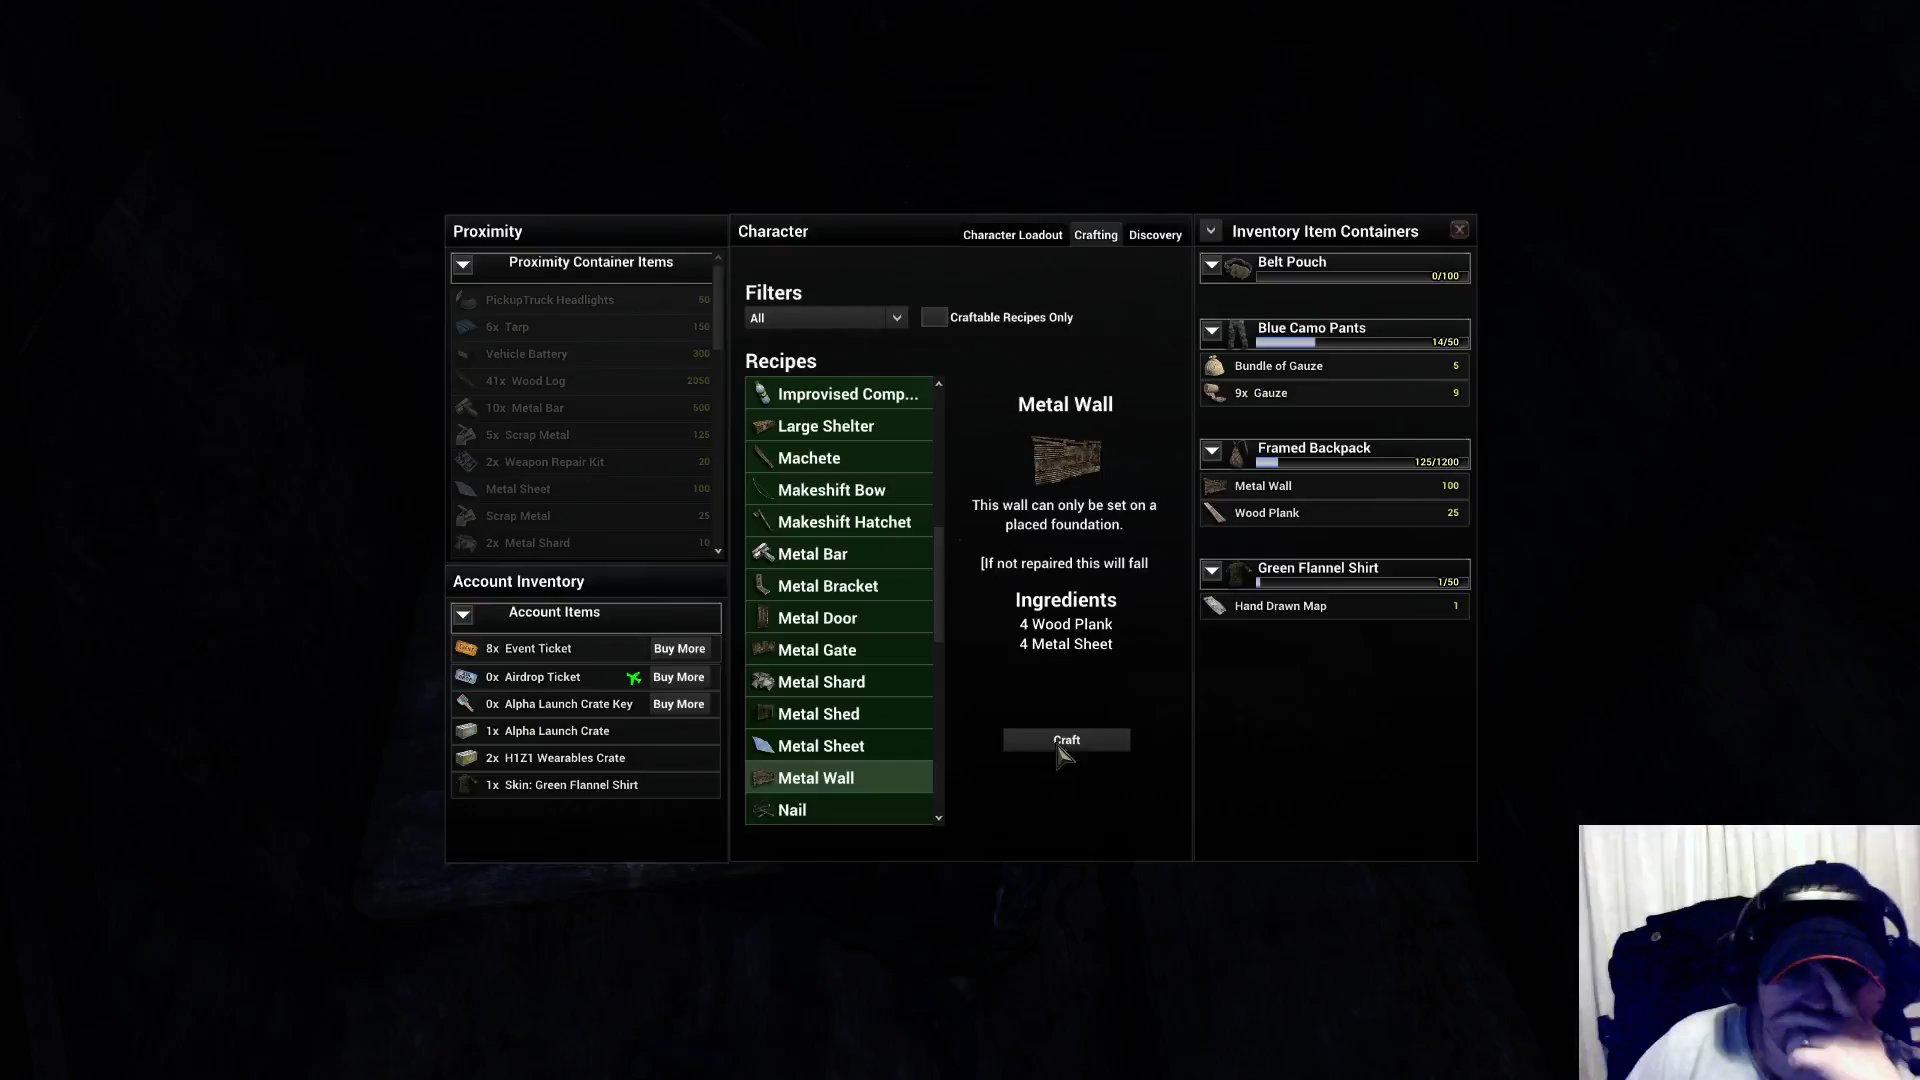 Proximity
Proximity Container Items
PickupTruck Headlights 50
6x Tarp 150
Vehicle Battery 300
41x Wood Log 2050
10x Metal Bar 500
5x Scrap Metal 125
2x Weapon Repair Kit 20
Metal Sheet 100
Scrap Metal 25
2x Metal Shard 10
Account Inventory
Account Items
8x Event Ticket Buy More
0x Airdrop Ticket Buy More
0x Alpha Launch Crate Key Buy More
1x Alpha Launch Crate
2x H1Z1 Wearables Crate
1x Skin: Green Flannel Shirt
Character
Character Loadout Crafting Discovery
Filters
All
Craftable Recipes Only
Recipes
Improvised Comp...
Large Shelter
Machete
Makeshift Bow
Makeshift Hatchet
Metal Bar
Metal Bracket
Metal Door
Metal Gate
Metal Shard
Metal Shed
Metal Sheet
Metal Wall
Nail
Metal Wall
This wall can only be set on a
placed foundation.
[If not repaired this will fall
Ingredients
4 Wood Plank
4 Metal Sheet
Craft
Inventory Item Containers
Belt Pouch
0/100
Blue Camo Pants
14/50
Bundle of Gauze 5
9x Gauze 9
Framed Backpack
125/1200
Metal Wall 100
Wood Plank 25
Green Flannel Shirt
1/50
Hand Drawn Map 1